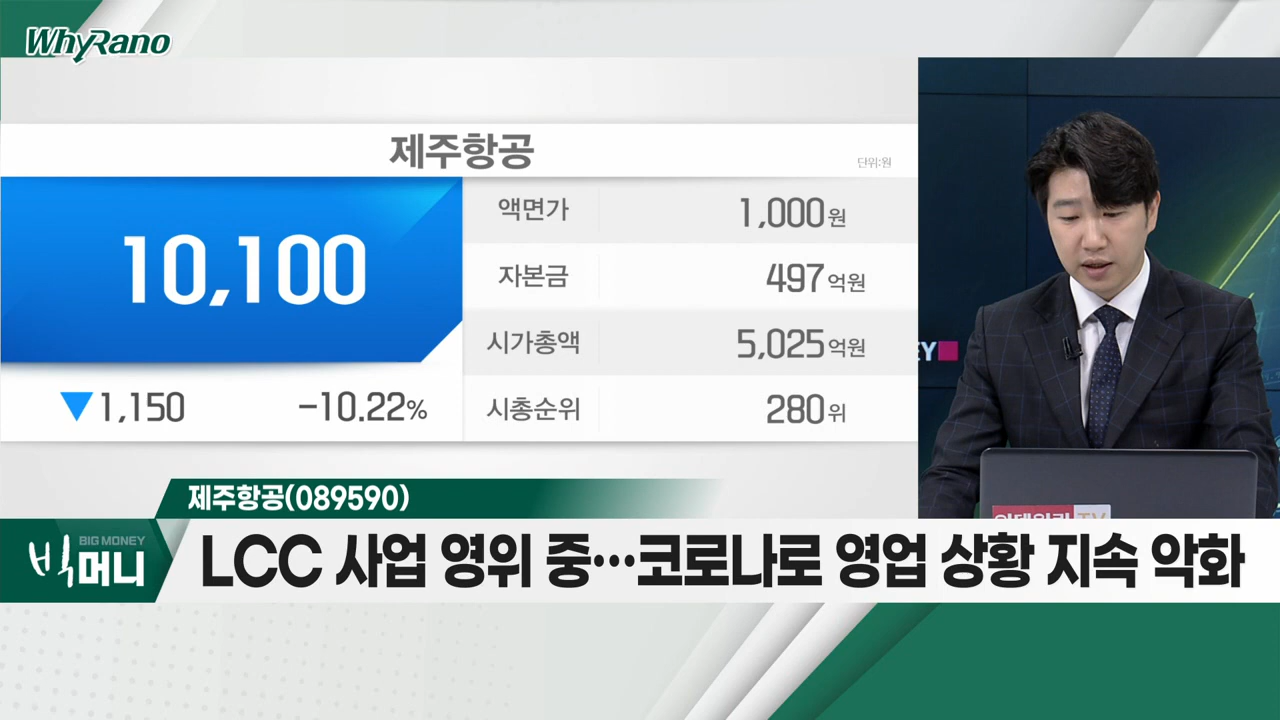 WhyRano
제주항공
단위:원
10,100
▼1,150 -10.22%
액면가 1,000원
자본금 497억원
시가총액 5,025억원
시총순위 280위
EY
TV
제주항공(089590)
BIG MONEY
빅머니
LCC 사업 영위 중…코로나로 영업 상황 지속 악화